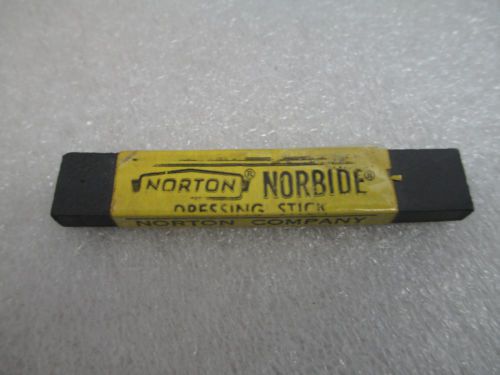 NORTON® NORBIDE®
DRESSING STICK
NORTON COMPANY